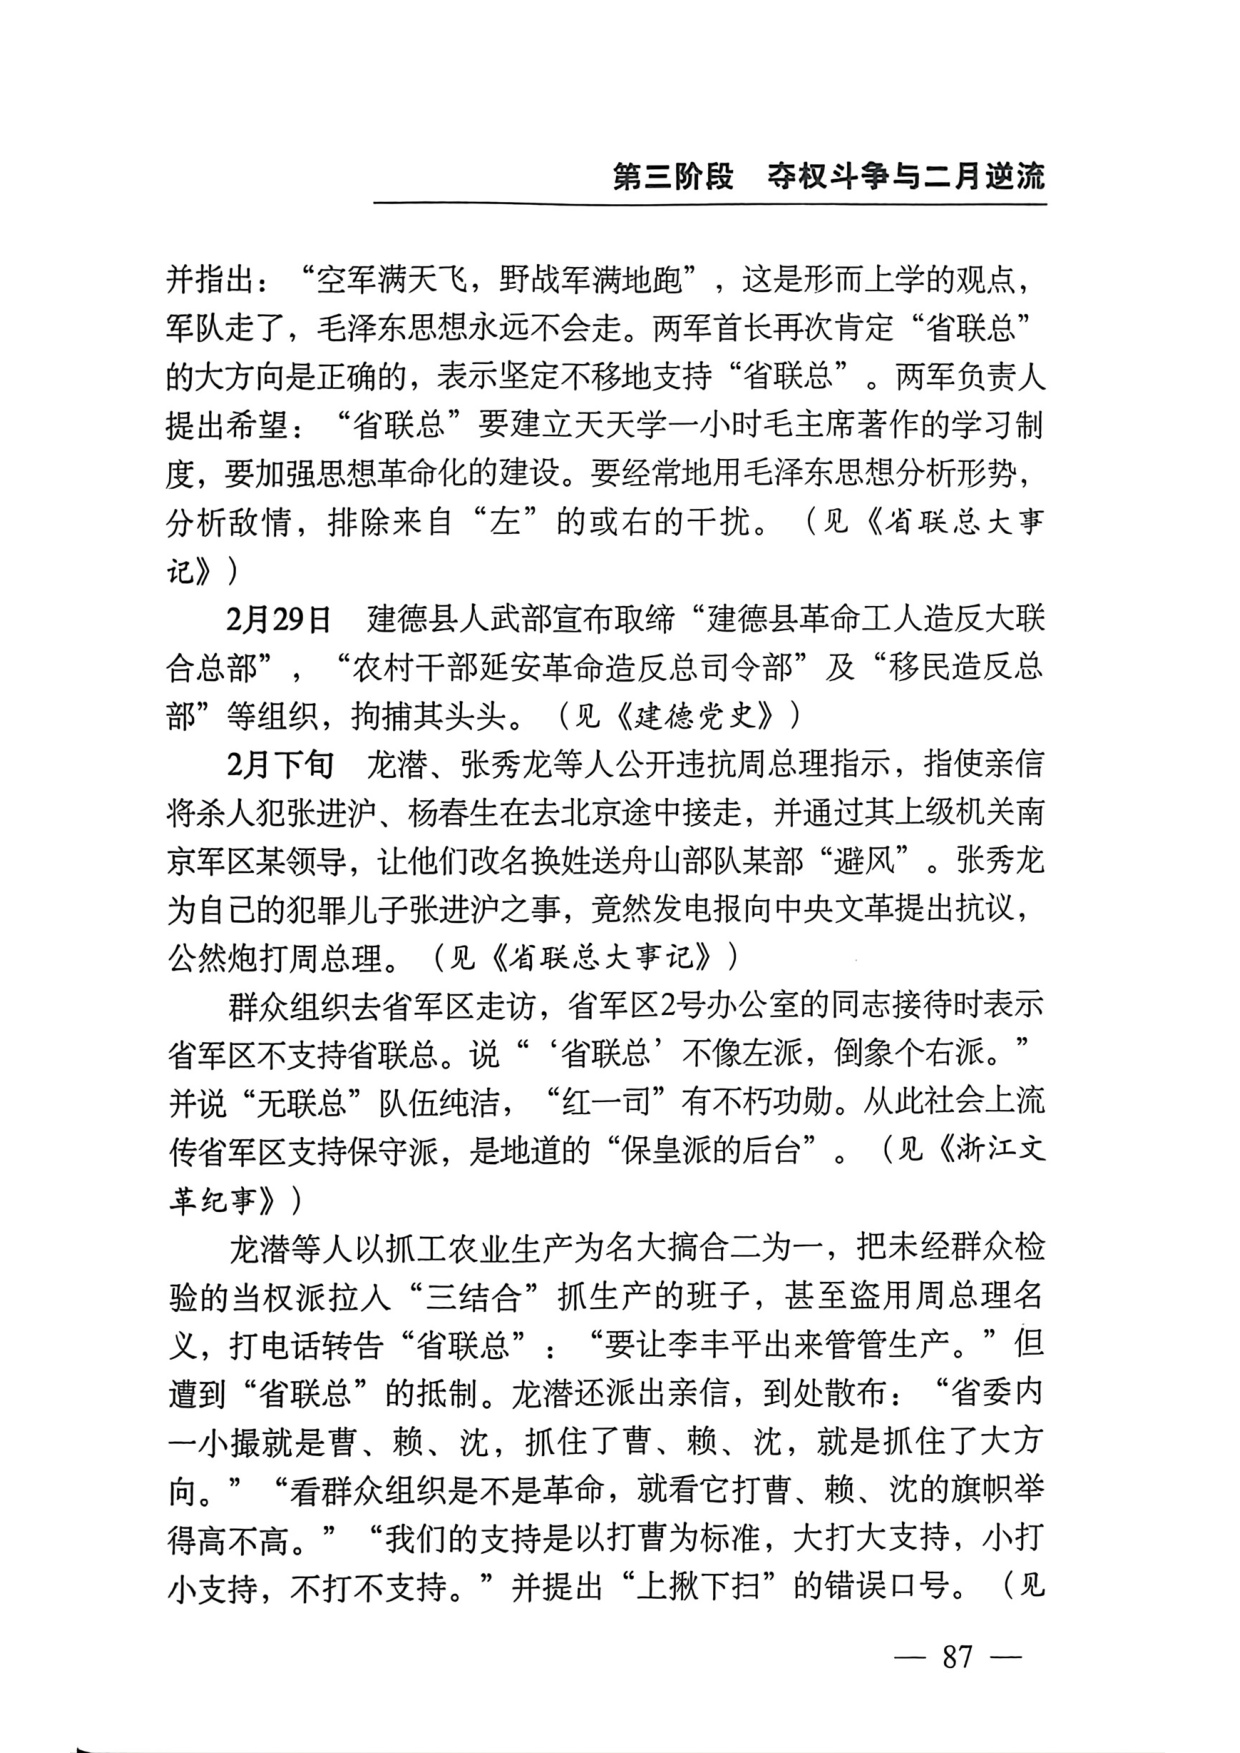 第三阶段　夺权斗争与二月逆流
并指出：“空军满天飞，野战军满地跑”，这是形而上学的观点，
军队走了，毛泽东思想永远不会走。两军首长再次肯定“省联总”
的大方向是正确的，表示坚定不移地支持“省联总”。两军负责人
提出希望：“省联总”要建立天天学一小时毛主席著作的学习制
度，要加强思想革命化的建设。要经常地用毛泽东思想分析形势，
分析敌情，排除来自“左”的或右的干扰。（见《省联总大事
记》）
2月29日　建德县人武部宣布取缔“建德县革命工人造反大联
合总部”，“农村干部延安革命造反总司令部”及“移民造反总
部”等组织，拘捕其头头。（见《建德党史》）
2月下旬　龙潜、张秀龙等人公开违抗周总理指示，指使亲信
将杀人犯张进沪、杨春生在去北京途中接走，并通过其上级机关南
京军区某领导，让他们改名换姓送舟山部队某部“避风”。张秀龙
为自己的犯罪儿子张进沪之事，竟然发电报向中央文革提出抗议，
公然炮打周总理。（见《省联总大事记》）
群众组织去省军区走访，省军区2号办公室的同志接待时表示
省军区不支持省联总。说“‘省联总’不像左派，倒象个右派。”
并说“无联总”队伍纯洁，“红一司”有不朽功勋。从此社会上流
传省军区支持保守派，是地道的“保皇派的后台”。（见《浙江文
革纪事》）
龙潜等人以抓工农业生产为名大搞合二为一，把未经群众检
验的当权派拉入“三结合”抓生产的班子，甚至盗用周总理名
义，打电话转告“省联总”：“要让李丰平出来管管生产。”但
遭到“省联总”的抵制。龙潜还派出亲信，到处散布：“省委内
一小撮就是曹、赖、沈，抓住了曹、赖、沈，就是抓住了大方
向。”“看群众组织是不是革命，就看它打曹、赖、沈的旗帜举
得高不高。”“我们的支持是以打曹为标准，大打大支持，小打
小支持，不打不支持。”并提出“上揪下扫”的错误口号。（见
— 87 —